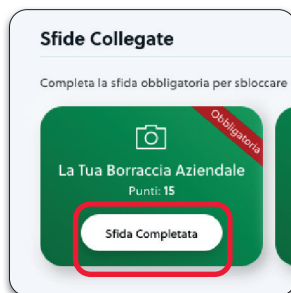 Sfide Collegate
Completa la sfida obbligatoria per sbloccare
Obbligatoria
La Tua Borraccia Aziendale
Punti: 15
Sfida Completata